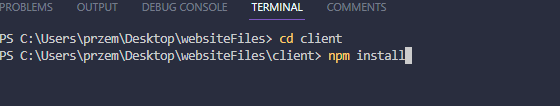 PROBLEMS OUTPUT DEBUG CONSOLE TERMINAL COMMENTS
PS C:\Users\przem\Desktop\websiteFiles> cd client
PS C:\Users\przem\Desktop\websiteFiles\client> npm install